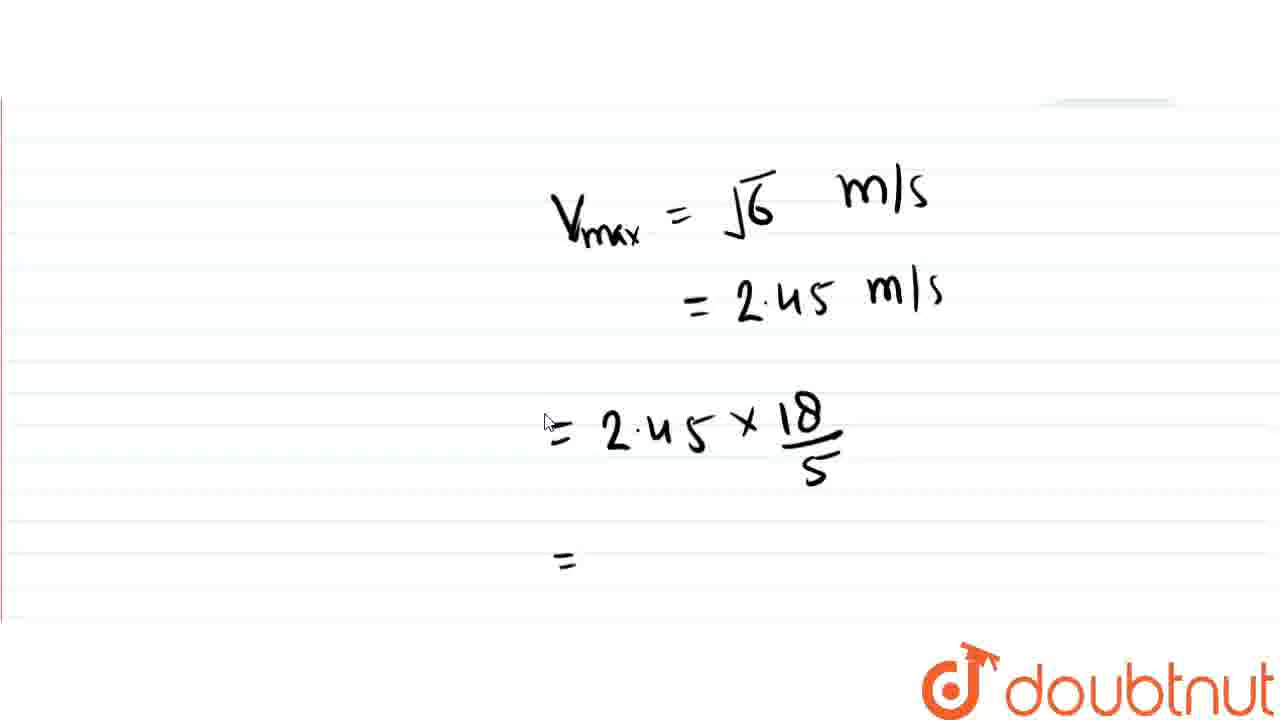 Vmax = √6 m/s
= 2.45 m/s
= 2.45 × 18/5
=
doubtnut